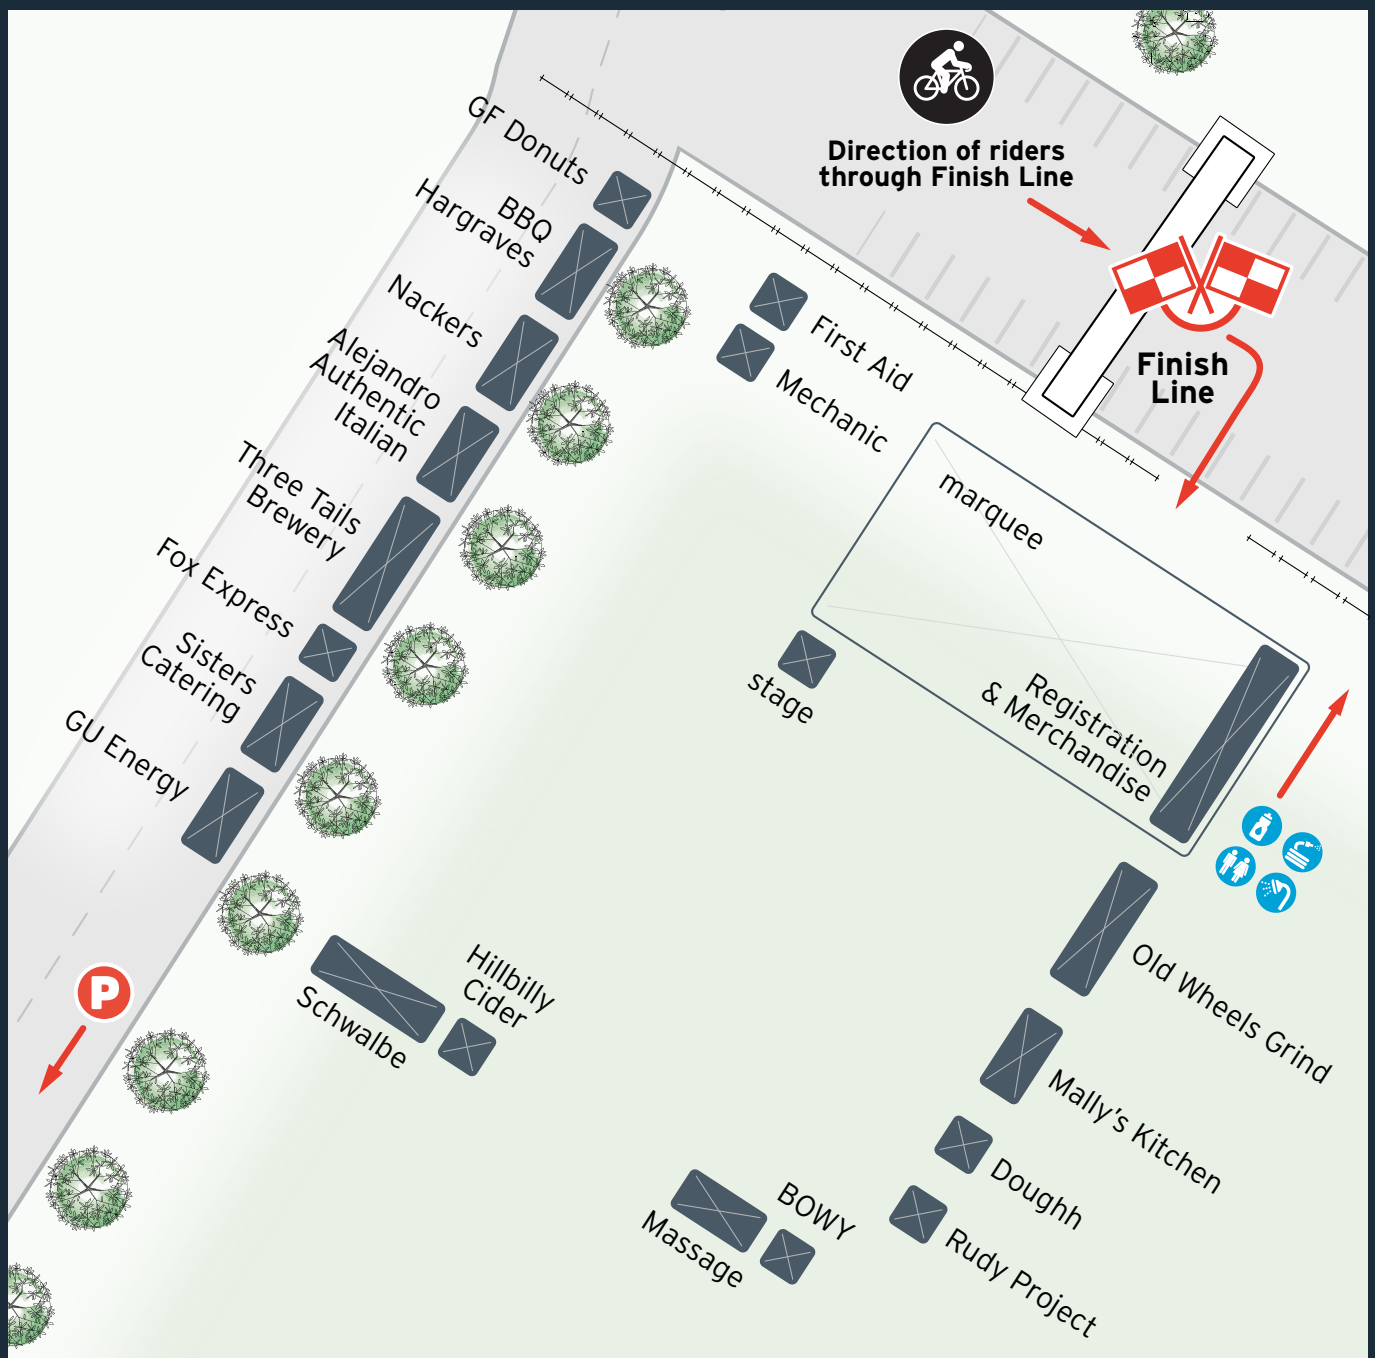 Direction of riders
through Finish Line
Finish
Line
GF Donuts
BBQ
Hargraves
Nackers
Alejandro
Authentic
Italian
Three Tails
Brewery
Fox Express
Sisters
Catering
GU Energy
P
First Aid
Mechanic
marquee
stage
Registration
& Merchandise
Old Wheels Grind
Mally's Kitchen
Doughh
Rudy Project
Hillbilly
Cider
Schwalbe
BOWY
Massage